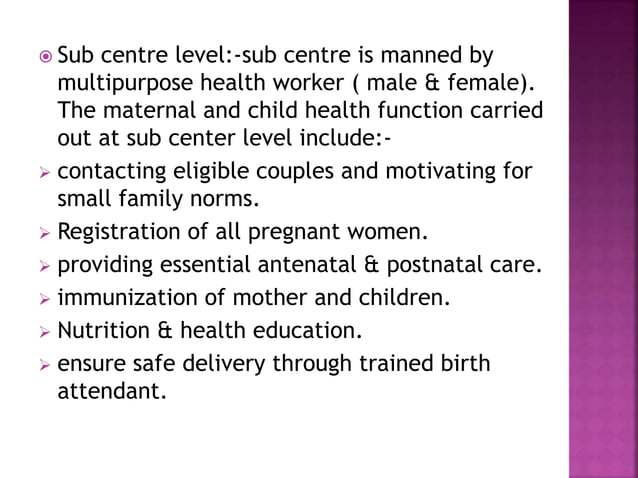 Sub centre level:-sub centre is manned by
multipurpose health worker ( male & female).
The maternal and child health function carried
out at sub center level include:-
contacting eligible couples and motivating for
small family norms.
Registration of all pregnant women.
providing essential antenatal & postnatal care.
immunization of mother and children.
Nutrition & health education.
ensure safe delivery through trained birth
attendant.